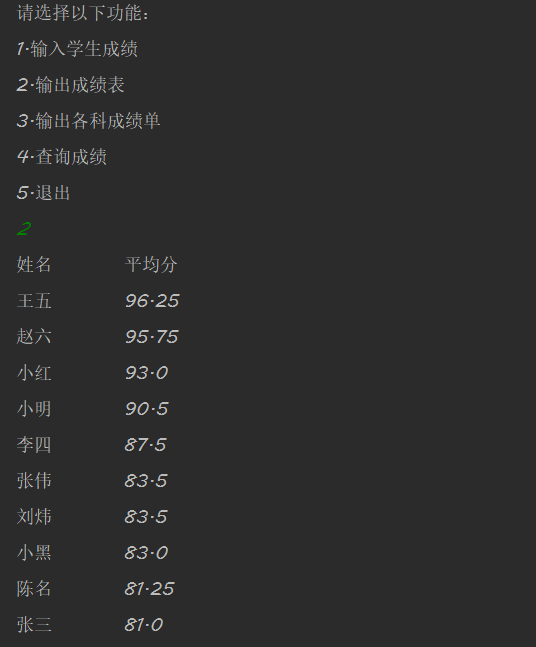 请选择以下功能：
1.输入学生成绩
2.输出成绩表
3.输出各科成绩单
4.查询成绩
5.退出
2
姓名 平均分
王五 96.25
赵六 95.75
小红 93.0
小明 90.5
李四 87.5
张伟 83.5
刘炜 83.5
小黑 83.0
陈名 81.25
张三 81.0